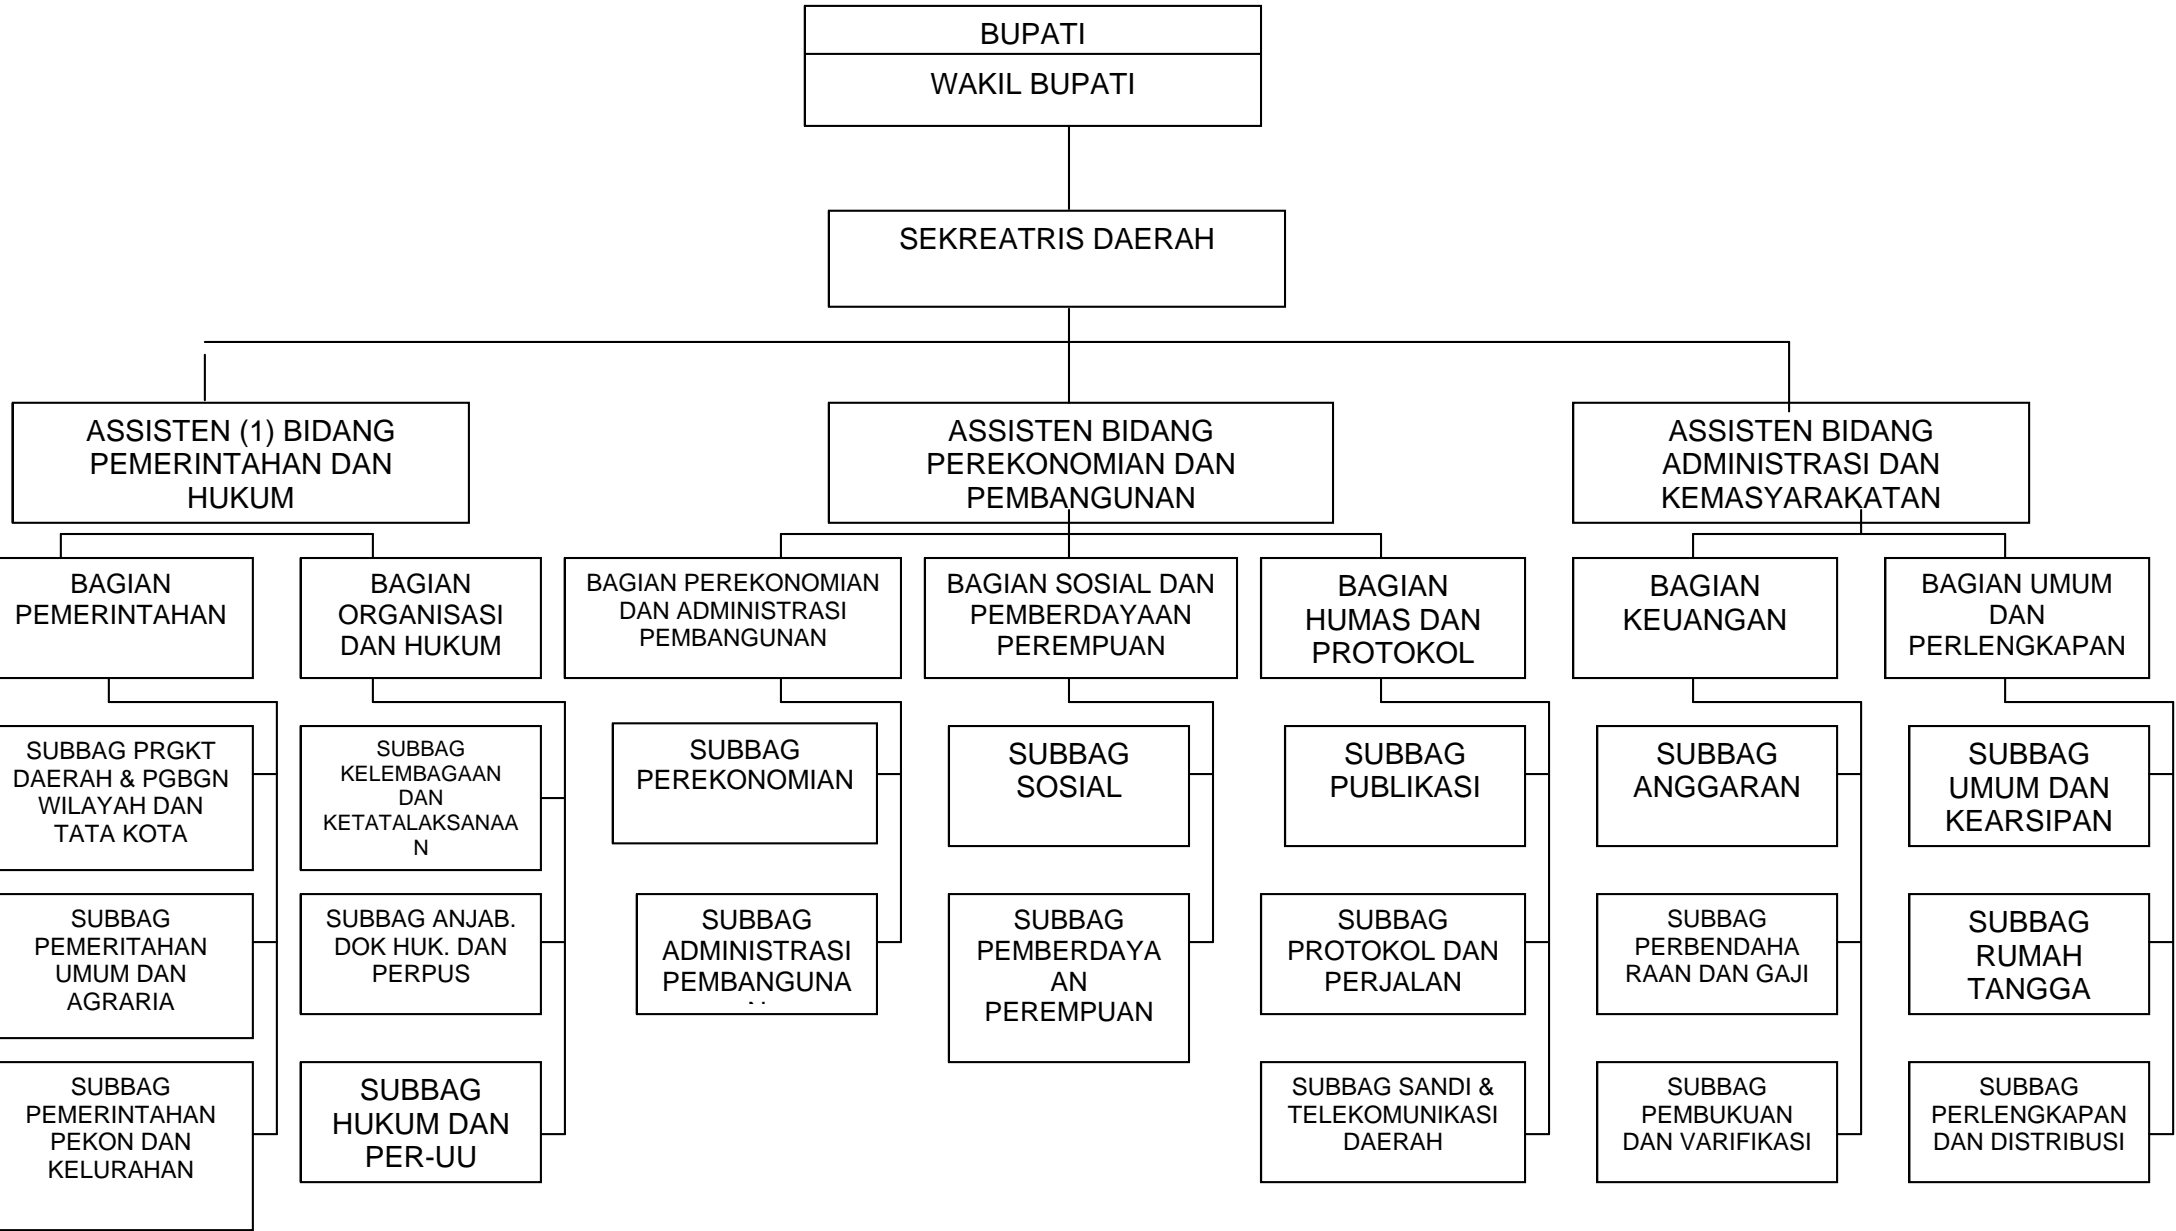 BUPATI
WAKIL BUPATI
SEKREATRIS DAERAH
ASSISTEN (1) BIDANG
PEMERINTAHAN DAN
HUKUM
ASSISTEN BIDANG
PEREKONOMIAN DAN
PEMBANGUNAN
ASSISTEN BIDANG
ADMINISTRASI DAN
KEMASYARAKATAN
BAGIAN
PEMERINTAHAN
BAGIAN
ORGANISASI
DAN HUKUM
BAGIAN PEREKONOMIAN
DAN ADMINISTRASI
PEMBANGUNAN
BAGIAN SOSIAL DAN
PEMBERDAYAAN
PEREMPUAN
BAGIAN
HUMAS DAN
PROTOKOL
BAGIAN
KEUANGAN
BAGIAN UMUM
DAN
PERLENGKAPAN
SUBBAG PRGKT
DAERAH & PGBGN
WILAYAH DAN
TATA KOTA
SUBBAG
KELEMBAGAAN
DAN
KETATALAKSANAA
N
SUBBAG
PEREKONOMIAN
SUBBAG
SOSIAL
SUBBAG
PUBLIKASI
SUBBAG
ANGGARAN
SUBBAG
UMUM DAN
KEARSIPAN
SUBBAG
PEMERITAHAN
UMUM DAN
AGRARIA
SUBBAG ANJAB.
DOK HUK. DAN
PERPUS
SUBBAG
ADMINISTRASI
PEMBANGUNA
SUBBAG
PEMBERDAYA
AN
PEREMPUAN
SUBBAG
PROTOKOL DAN
PERJALAN
SUBBAG
PERBENDAHA
RAAN DAN GAJI
SUBBAG
RUMAH
TANGGA
SUBBAG
PEMERINTAHAN
PEKON DAN
KELURAHAN
SUBBAG
HUKUM DAN
PER-UU
SUBBAG SANDI &
TELEKOMUNIKASI
DAERAH
SUBBAG
PEMBUKUAN
DAN VARIFIKASI
SUBBAG
PERLENGKAPAN
DAN DISTRIBUSI